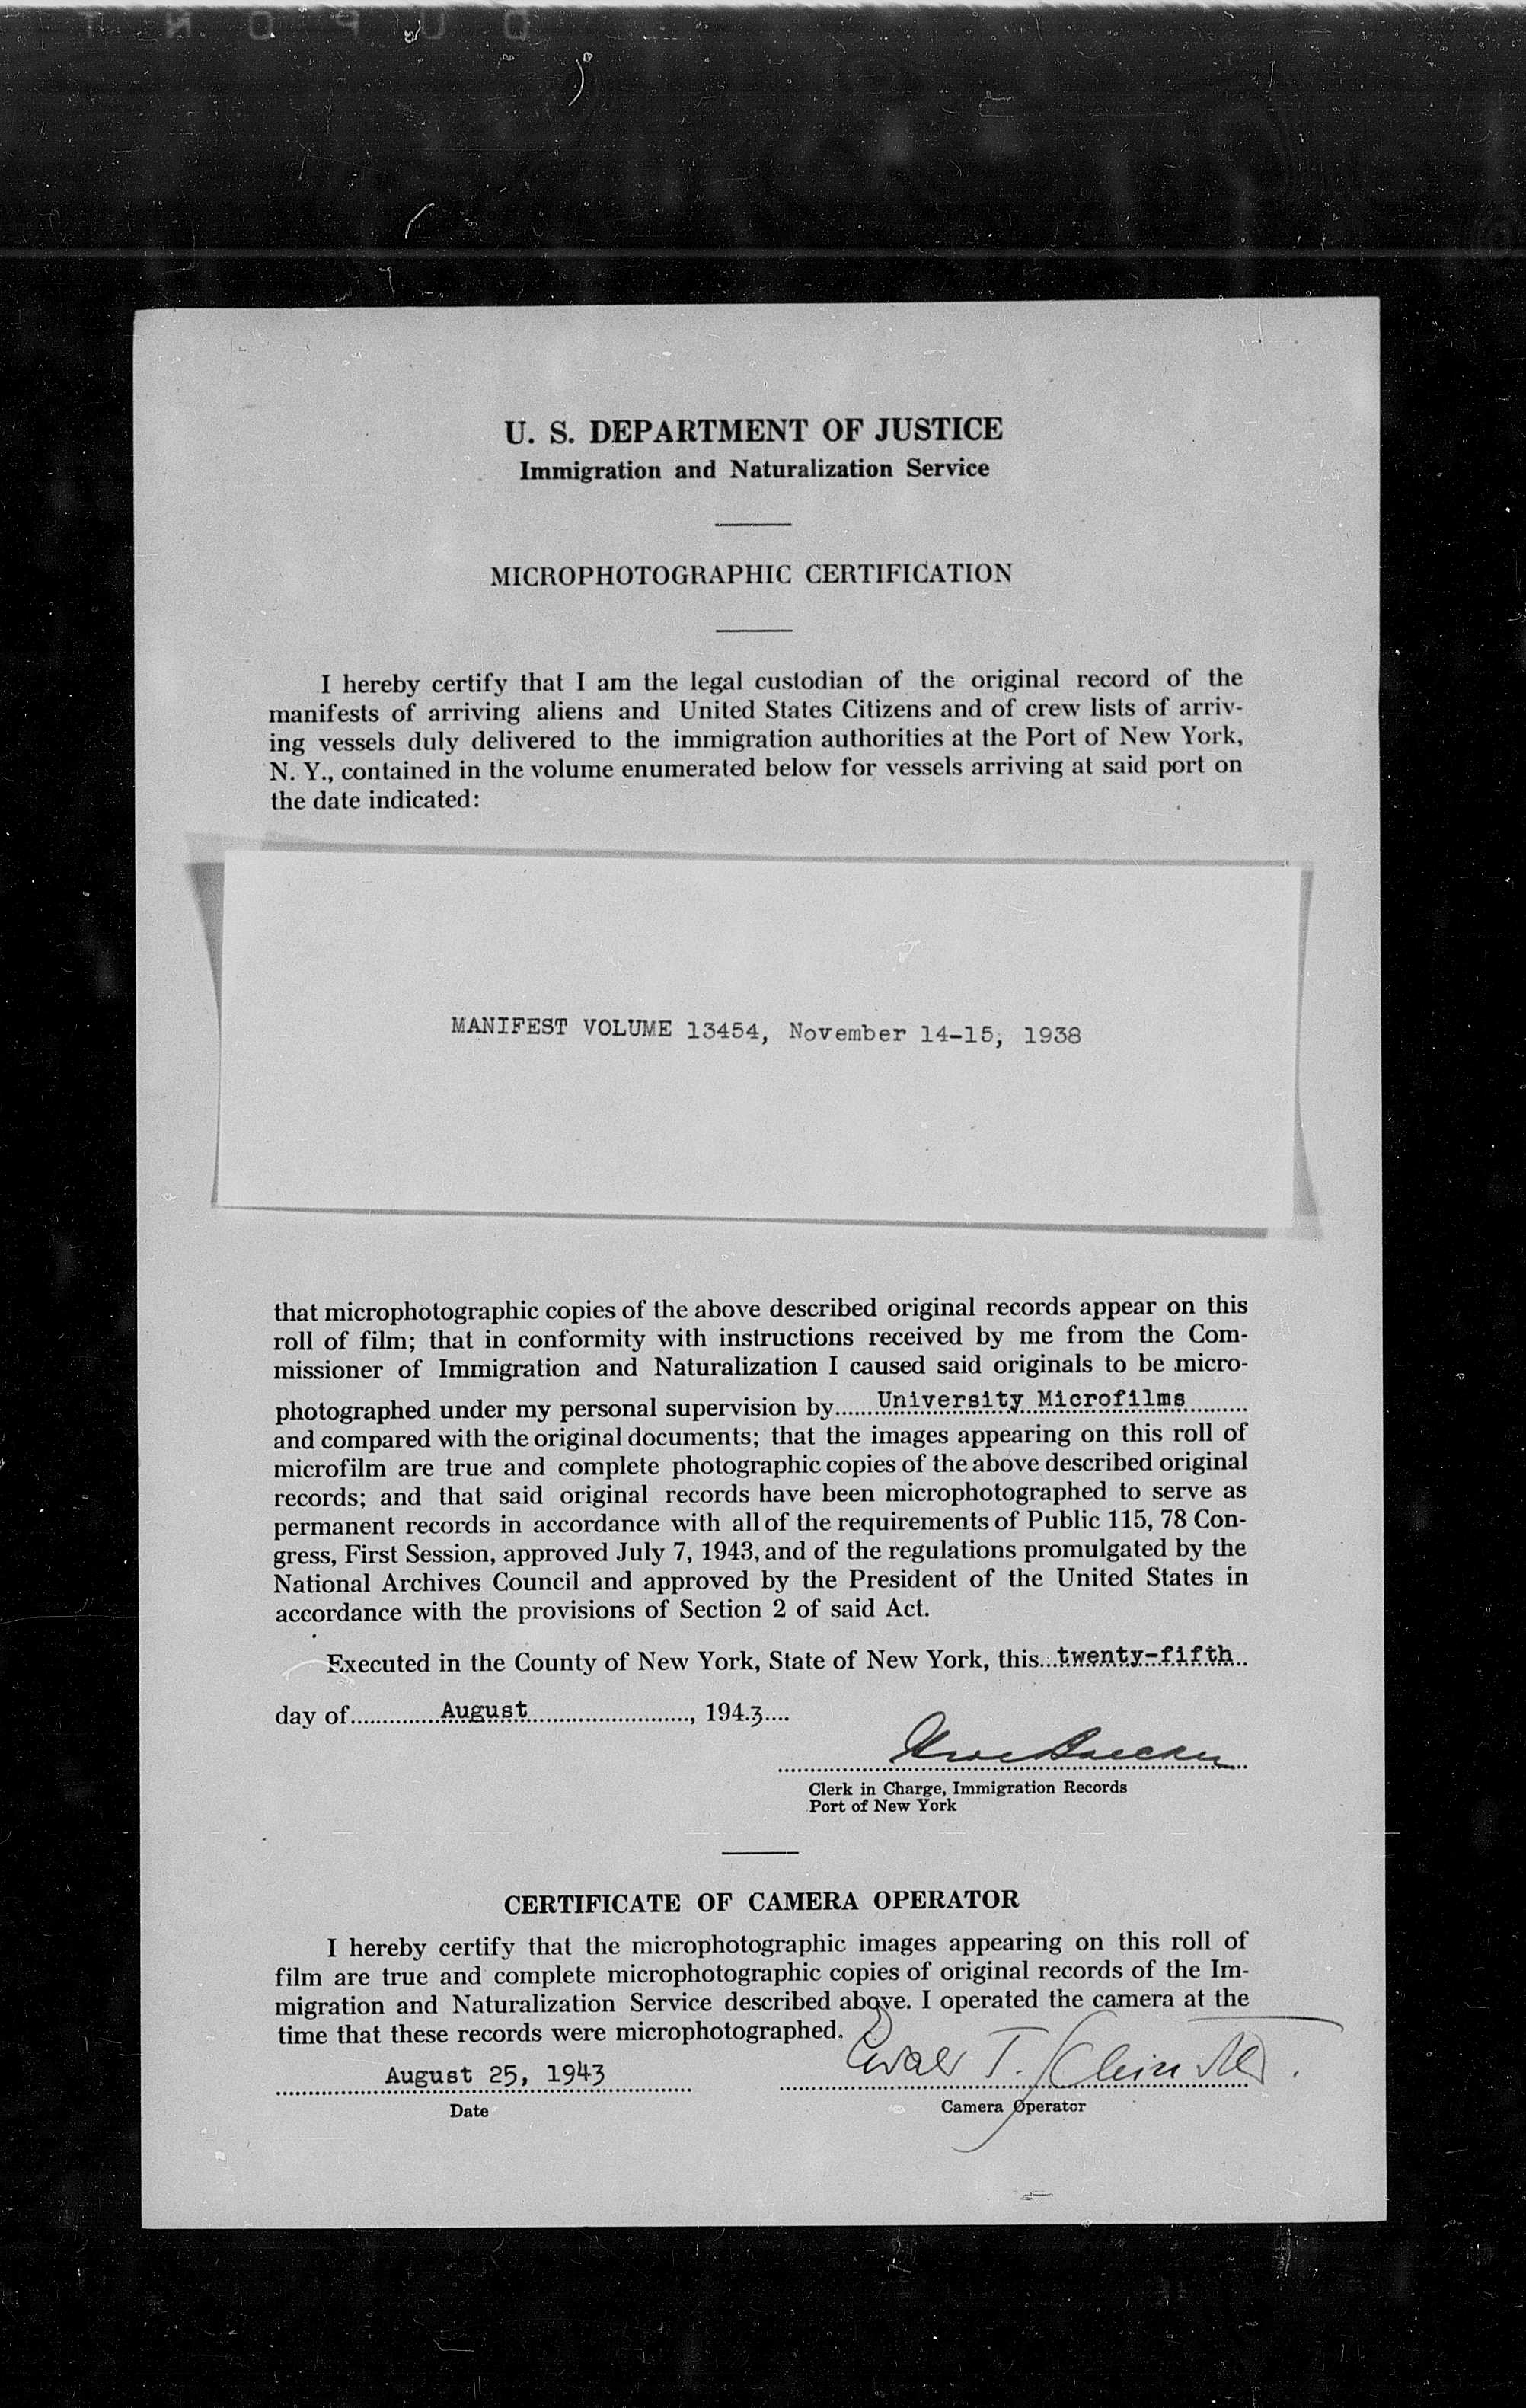 U. S. DEPARTMENT OF JUSTICE
Immigration and Naturalization Service
MICROPHOTOGRAPHIC CERTIFICATION
I hereby certify that I am the legal custodian of the original record of the
manifests of arriving aliens and United States Citizens and of crew lists of arriv-
ing vessels duly delivered to the immigration authorities at the Port of New York,
N. Y., contained in the volume enumerated below for vessels arriving at said port on
the date indicated:
MANIFEST VOLUME 13454, November 14-15, 1938
that microphotographic copies of the above described original records appear on this
roll of film; that in conformity with instructions received by me from the Com-
missioner of Immigration and Naturalization I caused said originals to be micro-
photographed under my personal supervision by......University Microfilms..........
and compared with the original documents; that the images appearing on this roll of
microfilm are true and complete photographic copies of the above described original
records; and that said original records have been microphotographed to serve as
permanent records in accordance with all of the requirements of Public 115, 78 Con-
gress, First Session, approved July 7, 1943, and of the regulations promulgated by the
National Archives Council and approved by the President of the United States in
accordance with the provisions of Section 2 of said Act.
Executed in the County of New York, State of New York, this...twenty-fifth..
day of..............August............................, 194.3....
Clerk in Charge, Immigration Records
Port of New York
CERTIFICATE OF CAMERA OPERATOR
I hereby certify that the microphotographic images appearing on this roll of
film are true and complete microphotographic copies of original records of the Im-
migration and Naturalization Service described above. I operated the camera at the
time that these records were microphotographed.
August 25, 1943
Date
Camera Operator